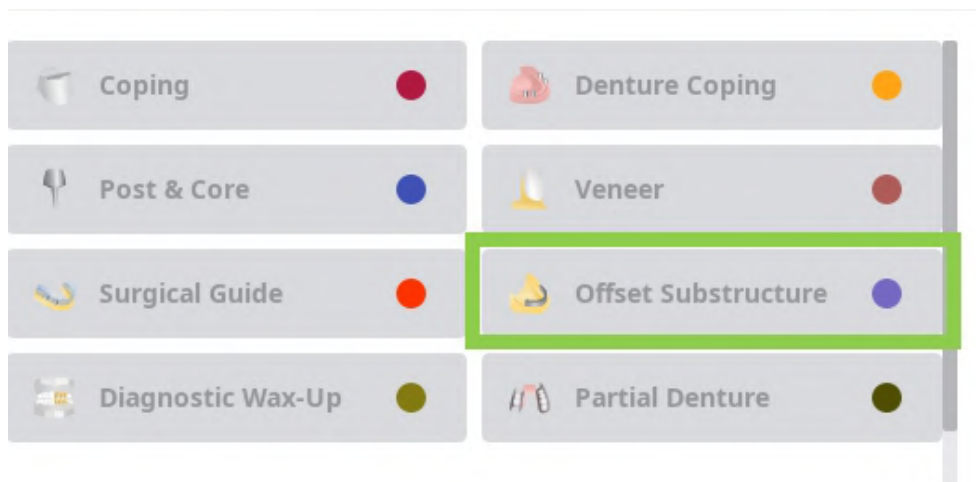 Coping
Denture Coping
Post & Core
Veneer
Surgical Guide
Offset Substructure
Diagnostic Wax-Up
Partial Denture